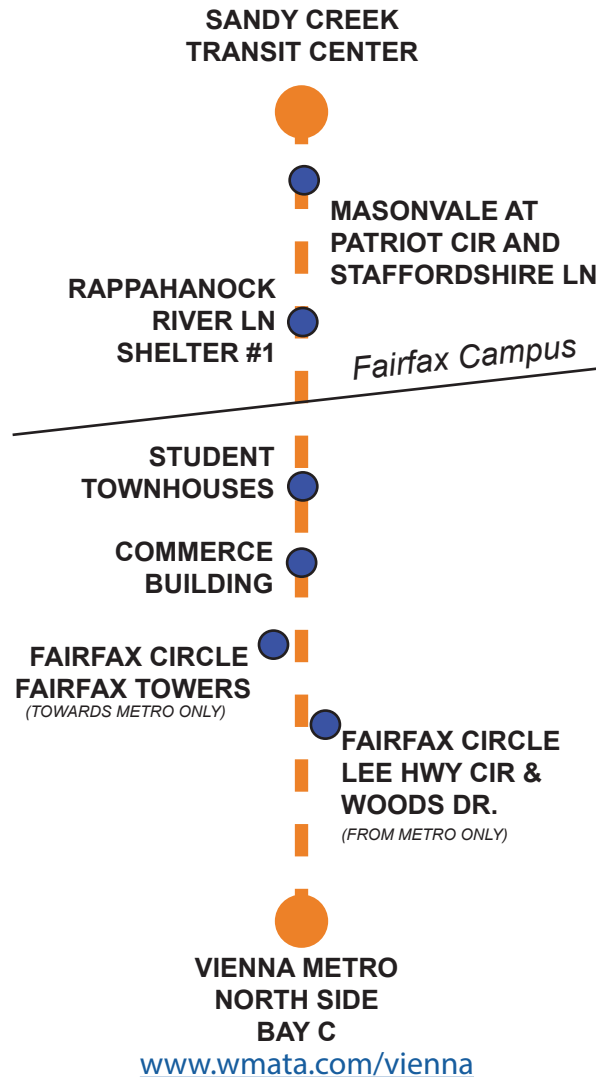 SANDY CREEK
TRANSIT CENTER
MASONVALE AT
PATRIOT CIR AND
STAFFORDSHIRE LN
RAPPAHANOCK
RIVER LN
SHELTER #1
Fairfax Campus
STUDENT
TOWNHOUSES
COMMERCE
BUILDING
FAIRFAX CIRCLE
FAIRFAX TOWERS
(TOWARDS METRO ONLY)
FAIRFAX CIRCLE
LEE HWY CIR &
WOODS DR.
(FROM METRO ONLY)
VIENNA METRO
NORTH SIDE
BAY C
www.wmata.com/vienna